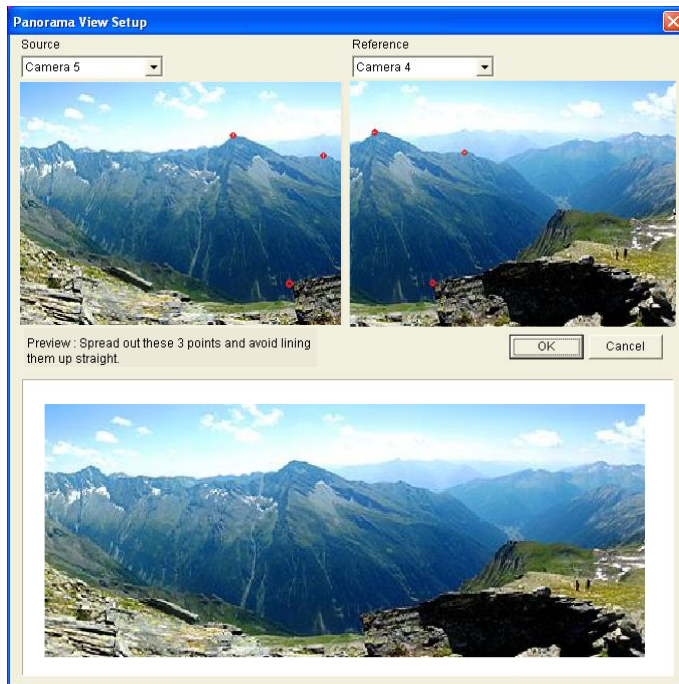 Panorama View Setup
Source
Reference
Camera 5
Camera 4
Preview : Spread out these 3 points and avoid lining
them up straight.
OK
Cancel